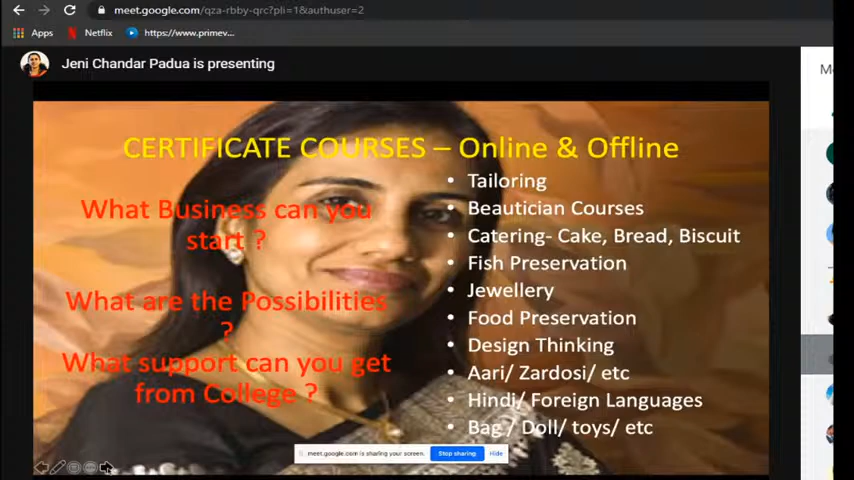 meet.google.com/qza-rbby-qrc?pli=1&authuser=2
Apps
Netflix
https://www.primev...
Jeni Chandar Padua is presenting
CERTIFICATE COURSES – Online & Offline
What Business can you
start ?
What are the Possibilities
?
What support can you get
from College ?
• Tailoring
• Beautician Courses
• Catering- Cake, Bread, Biscuit
• Fish Preservation
• Jewellery
• Food Preservation
• Design Thinking
• Aari/ Zardosi/ etc
• Hindi/ Foreign Languages
• Bag / Doll/ toys/ etc
meet.google.com is sharing your screen.
Stop sharing
Hide